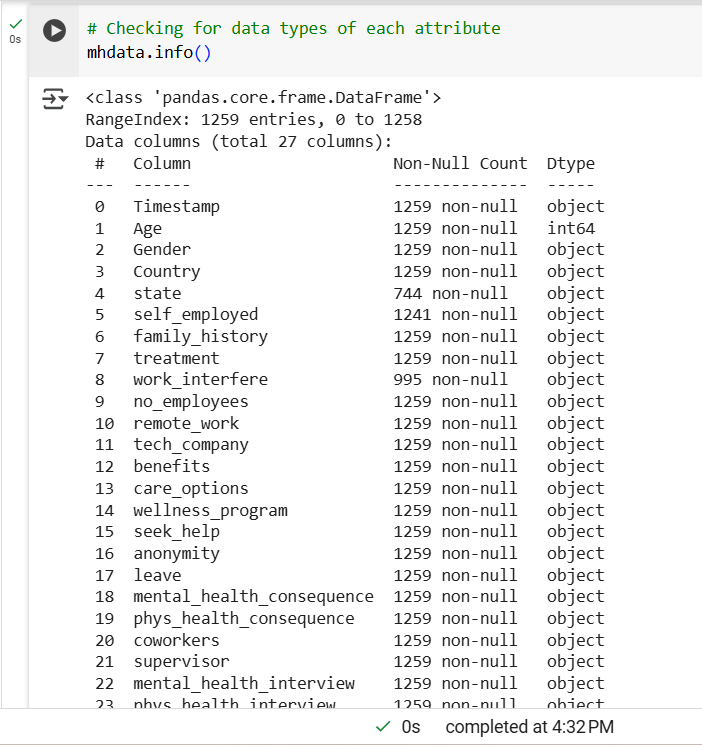 0s
# Checking for data types of each attribute
mhdata.info()
<class 'pandas.core.frame.DataFrame'>
RangeIndex: 1259 entries, 0 to 1258
Data columns (total 27 columns):
 #   Column                     Non-Null Count  Dtype
---  ------                     --------------  -----
 0   Timestamp                  1259 non-null   object
 1   Age                        1259 non-null   int64
 2   Gender                     1259 non-null   object
 3   Country                    1259 non-null   object
 4   state                      744 non-null    object
 5   self_employed              1241 non-null   object
 6   family_history             1259 non-null   object
 7   treatment                  1259 non-null   object
 8   work_interfere             995 non-null    object
 9   no_employees               1259 non-null   object
 10  remote_work                1259 non-null   object
 11  tech_company               1259 non-null   object
 12  benefits                   1259 non-null   object
 13  care_options               1259 non-null   object
 14  wellness_program           1259 non-null   object
 15  seek_help                  1259 non-null   object
 16  anonymity                  1259 non-null   object
 17  leave                      1259 non-null   object
 18  mental_health_consequence  1259 non-null   object
 19  phys_health_consequence    1259 non-null   object
 20  coworkers                  1259 non-null   object
 21  supervisor                 1259 non-null   object
 22  mental_health_interview    1259 non-null   object
 23  phys_health_interview      1259 non-null   object
0s completed at 4:32 PM